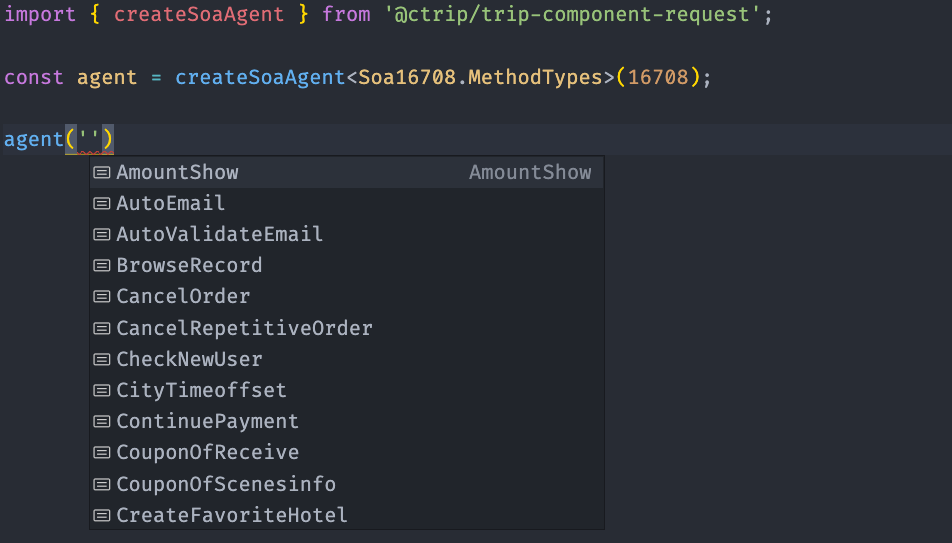 import { createSoaAgent } from '@ctrip/trip-component-request';
const agent = createSoaAgent<Soa16708.MethodTypes>(16708);
agent('')
AmountShow AmountShow
AutoEmail
AutoValidateEmail
BrowseRecord
CancelOrder
CancelRepetitiveOrder
CheckNewUser
CityTimeoffset
ContinuePayment
CouponOfReceive
CouponOfScenesinfo
CreateFavoriteHotel